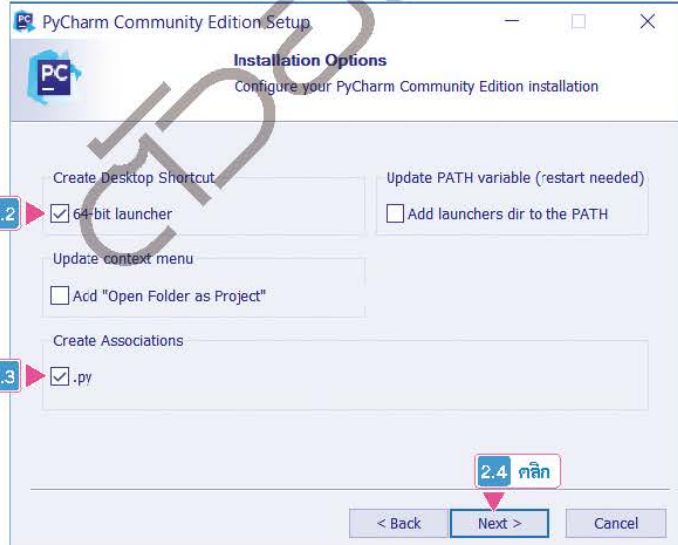 PyCharm Community Edition Setup
PC
Installation Options
Configure your PyCharm Community Edition installation
Create Desktop Shortcut
Update PATH variable (restart needed)
.2
64-bit launcher
Add launchers dir to the PATH
Update context menu
Add "Open Folder as Project"
Create Associations
.3
.py
2.4 คลิก
< Back
Next >
Cancel